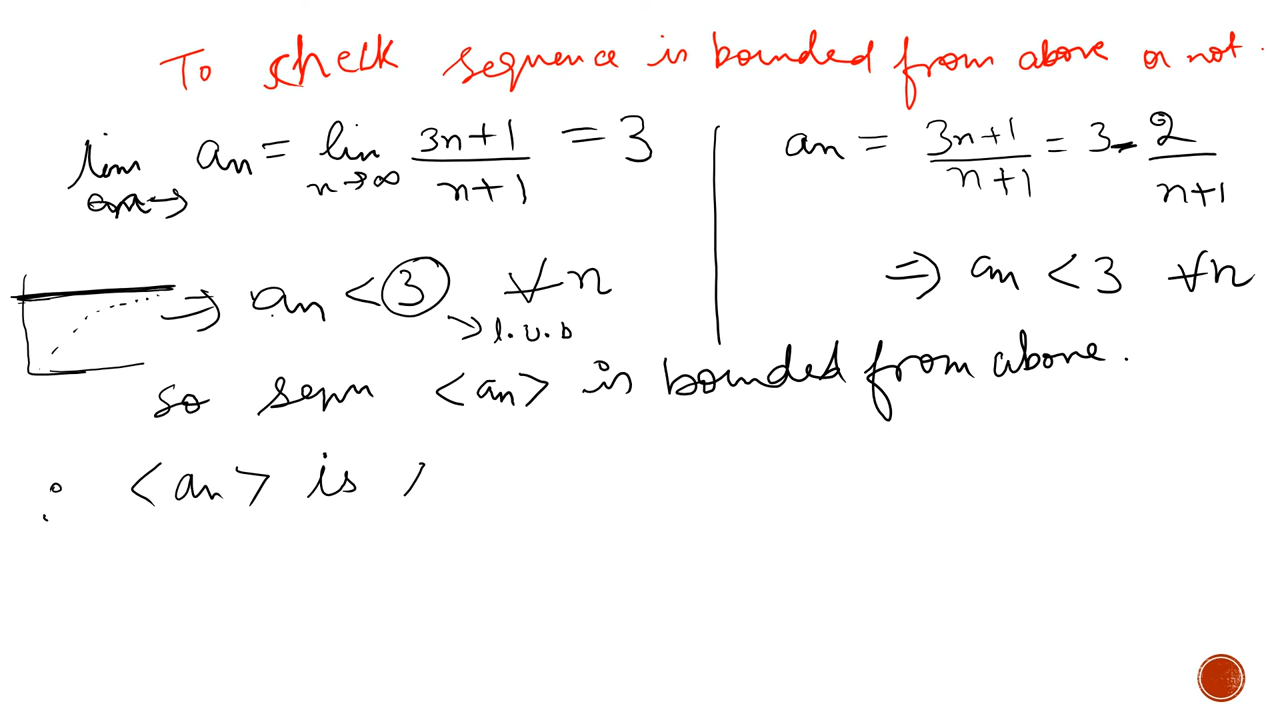 To check sequence is bounded from above or not.
lim an = lim n→∞ 3n+1 / n+1 = 3
⇒ an < 3 ∀ n
→ l.u.b
an = 3n+1 / n+1 = 3 - 2 / n+1
⇒ an < 3 ∀n
so seqn <an> is bounded from above.
<an> is